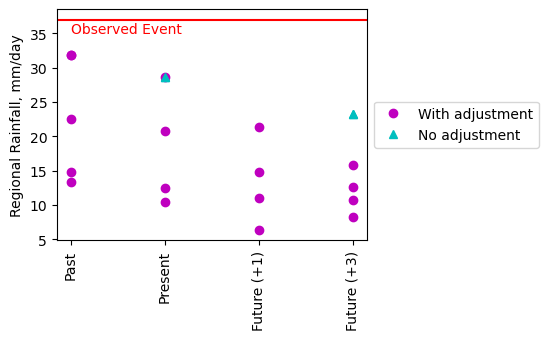 Observed Event
Regional Rainfall, mm/day
35
30
25
20
15
10
5
Past
Present
Future (+1)
Future (+3)
With adjustment
No adjustment